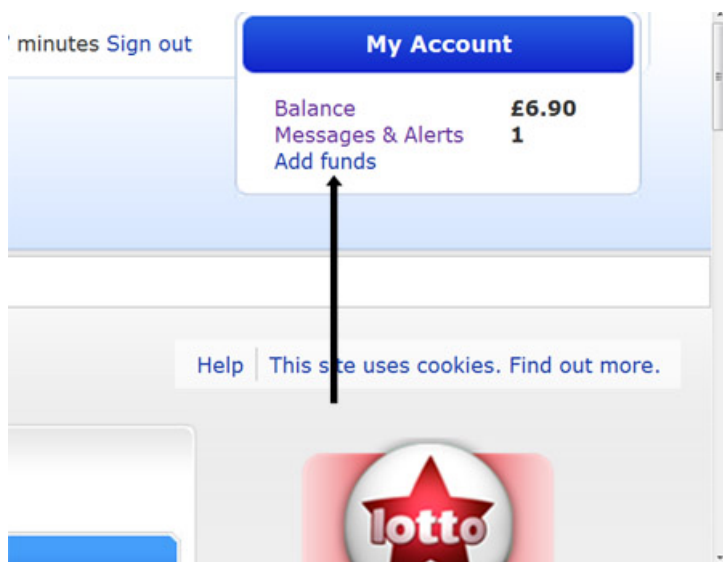 minutes Sign out
My Account
Balance £6.90
Messages & Alerts 1
Add funds
Help This site uses cookies. Find out more.
lotto